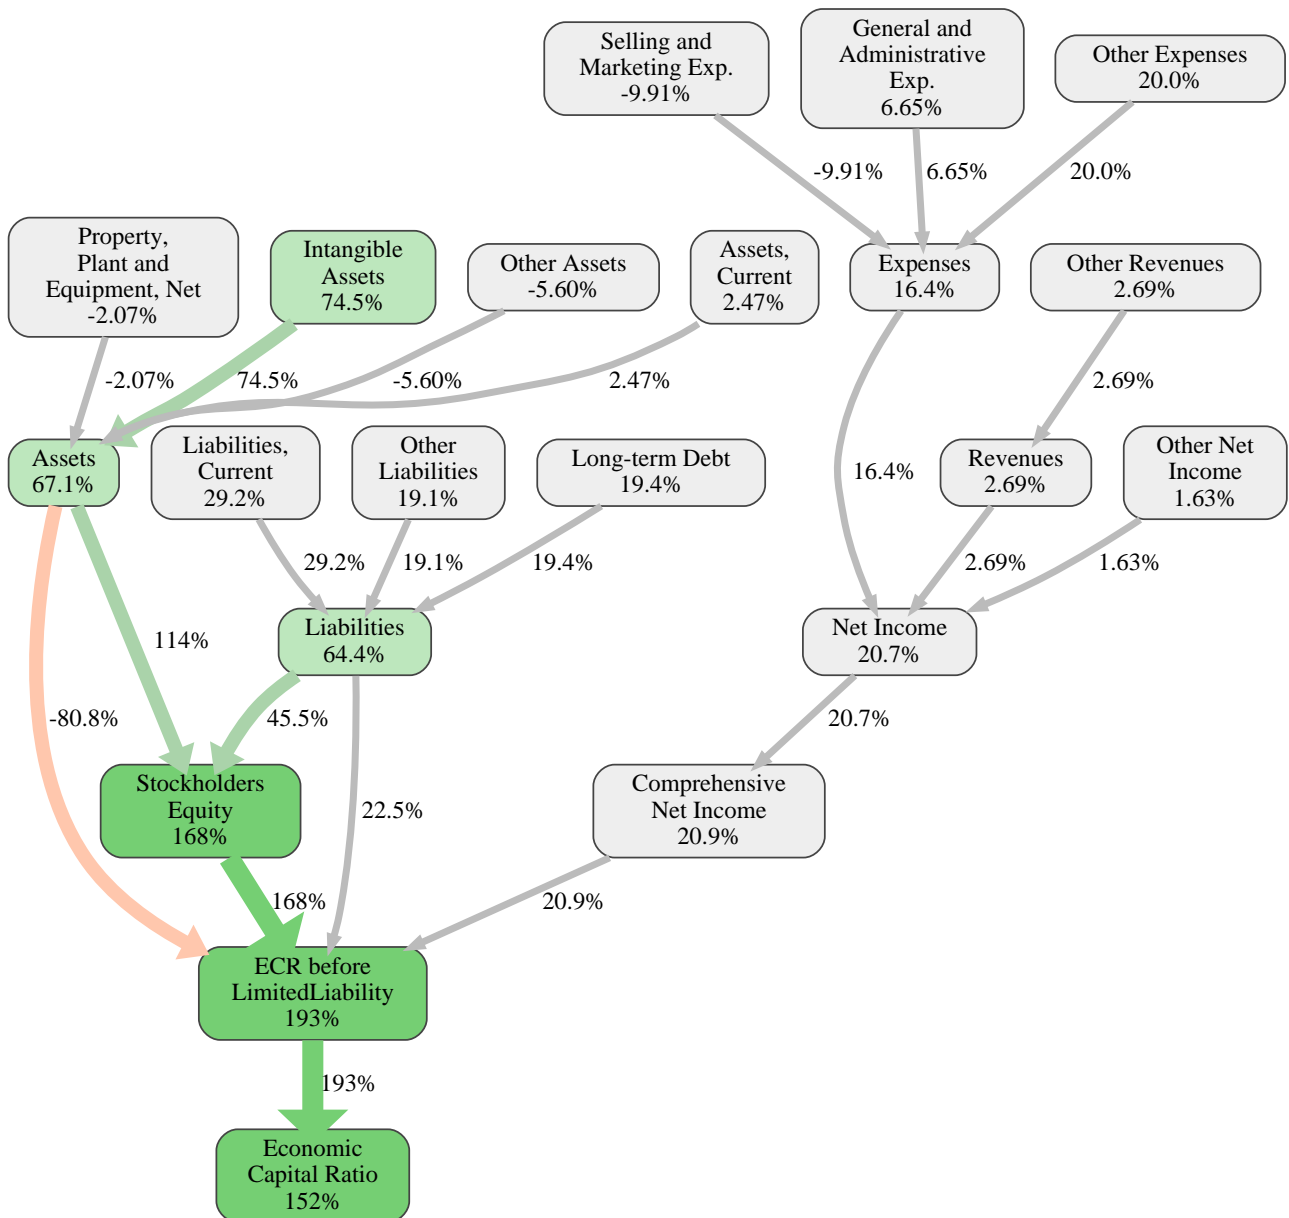 Selling and
Marketing Exp.
-9.91%
General and
Administrative
Exp.
6.65%
Other Expenses
20.0%
-9.91%
6.65%
20.0%
Property,
Plant and
Equipment, Net
-2.07%
Intangible
Assets
74.5%
Other Assets
-5.60%
Assets,
Current
2.47%
Expenses
16.4%
Other Revenues
2.69%
-2.07%
74.5%
-5.60%
2.47%
2.69%
Assets
67.1%
Liabilities,
Current
29.2%
Other
Liabilities
19.1%
Long-term Debt
19.4%
16.4%
Revenues
2.69%
Other Net
Income
1.63%
29.2%
19.1%
19.4%
2.69%
1.63%
114%
Liabilities
64.4%
Net Income
20.7%
-80.8%
45.5%
20.7%
Stockholders
Equity
168%
22.5%
Comprehensive
Net Income
20.9%
168%
20.9%
ECR before
LimitedLiability
193%
193%
Economic
Capital Ratio
152%